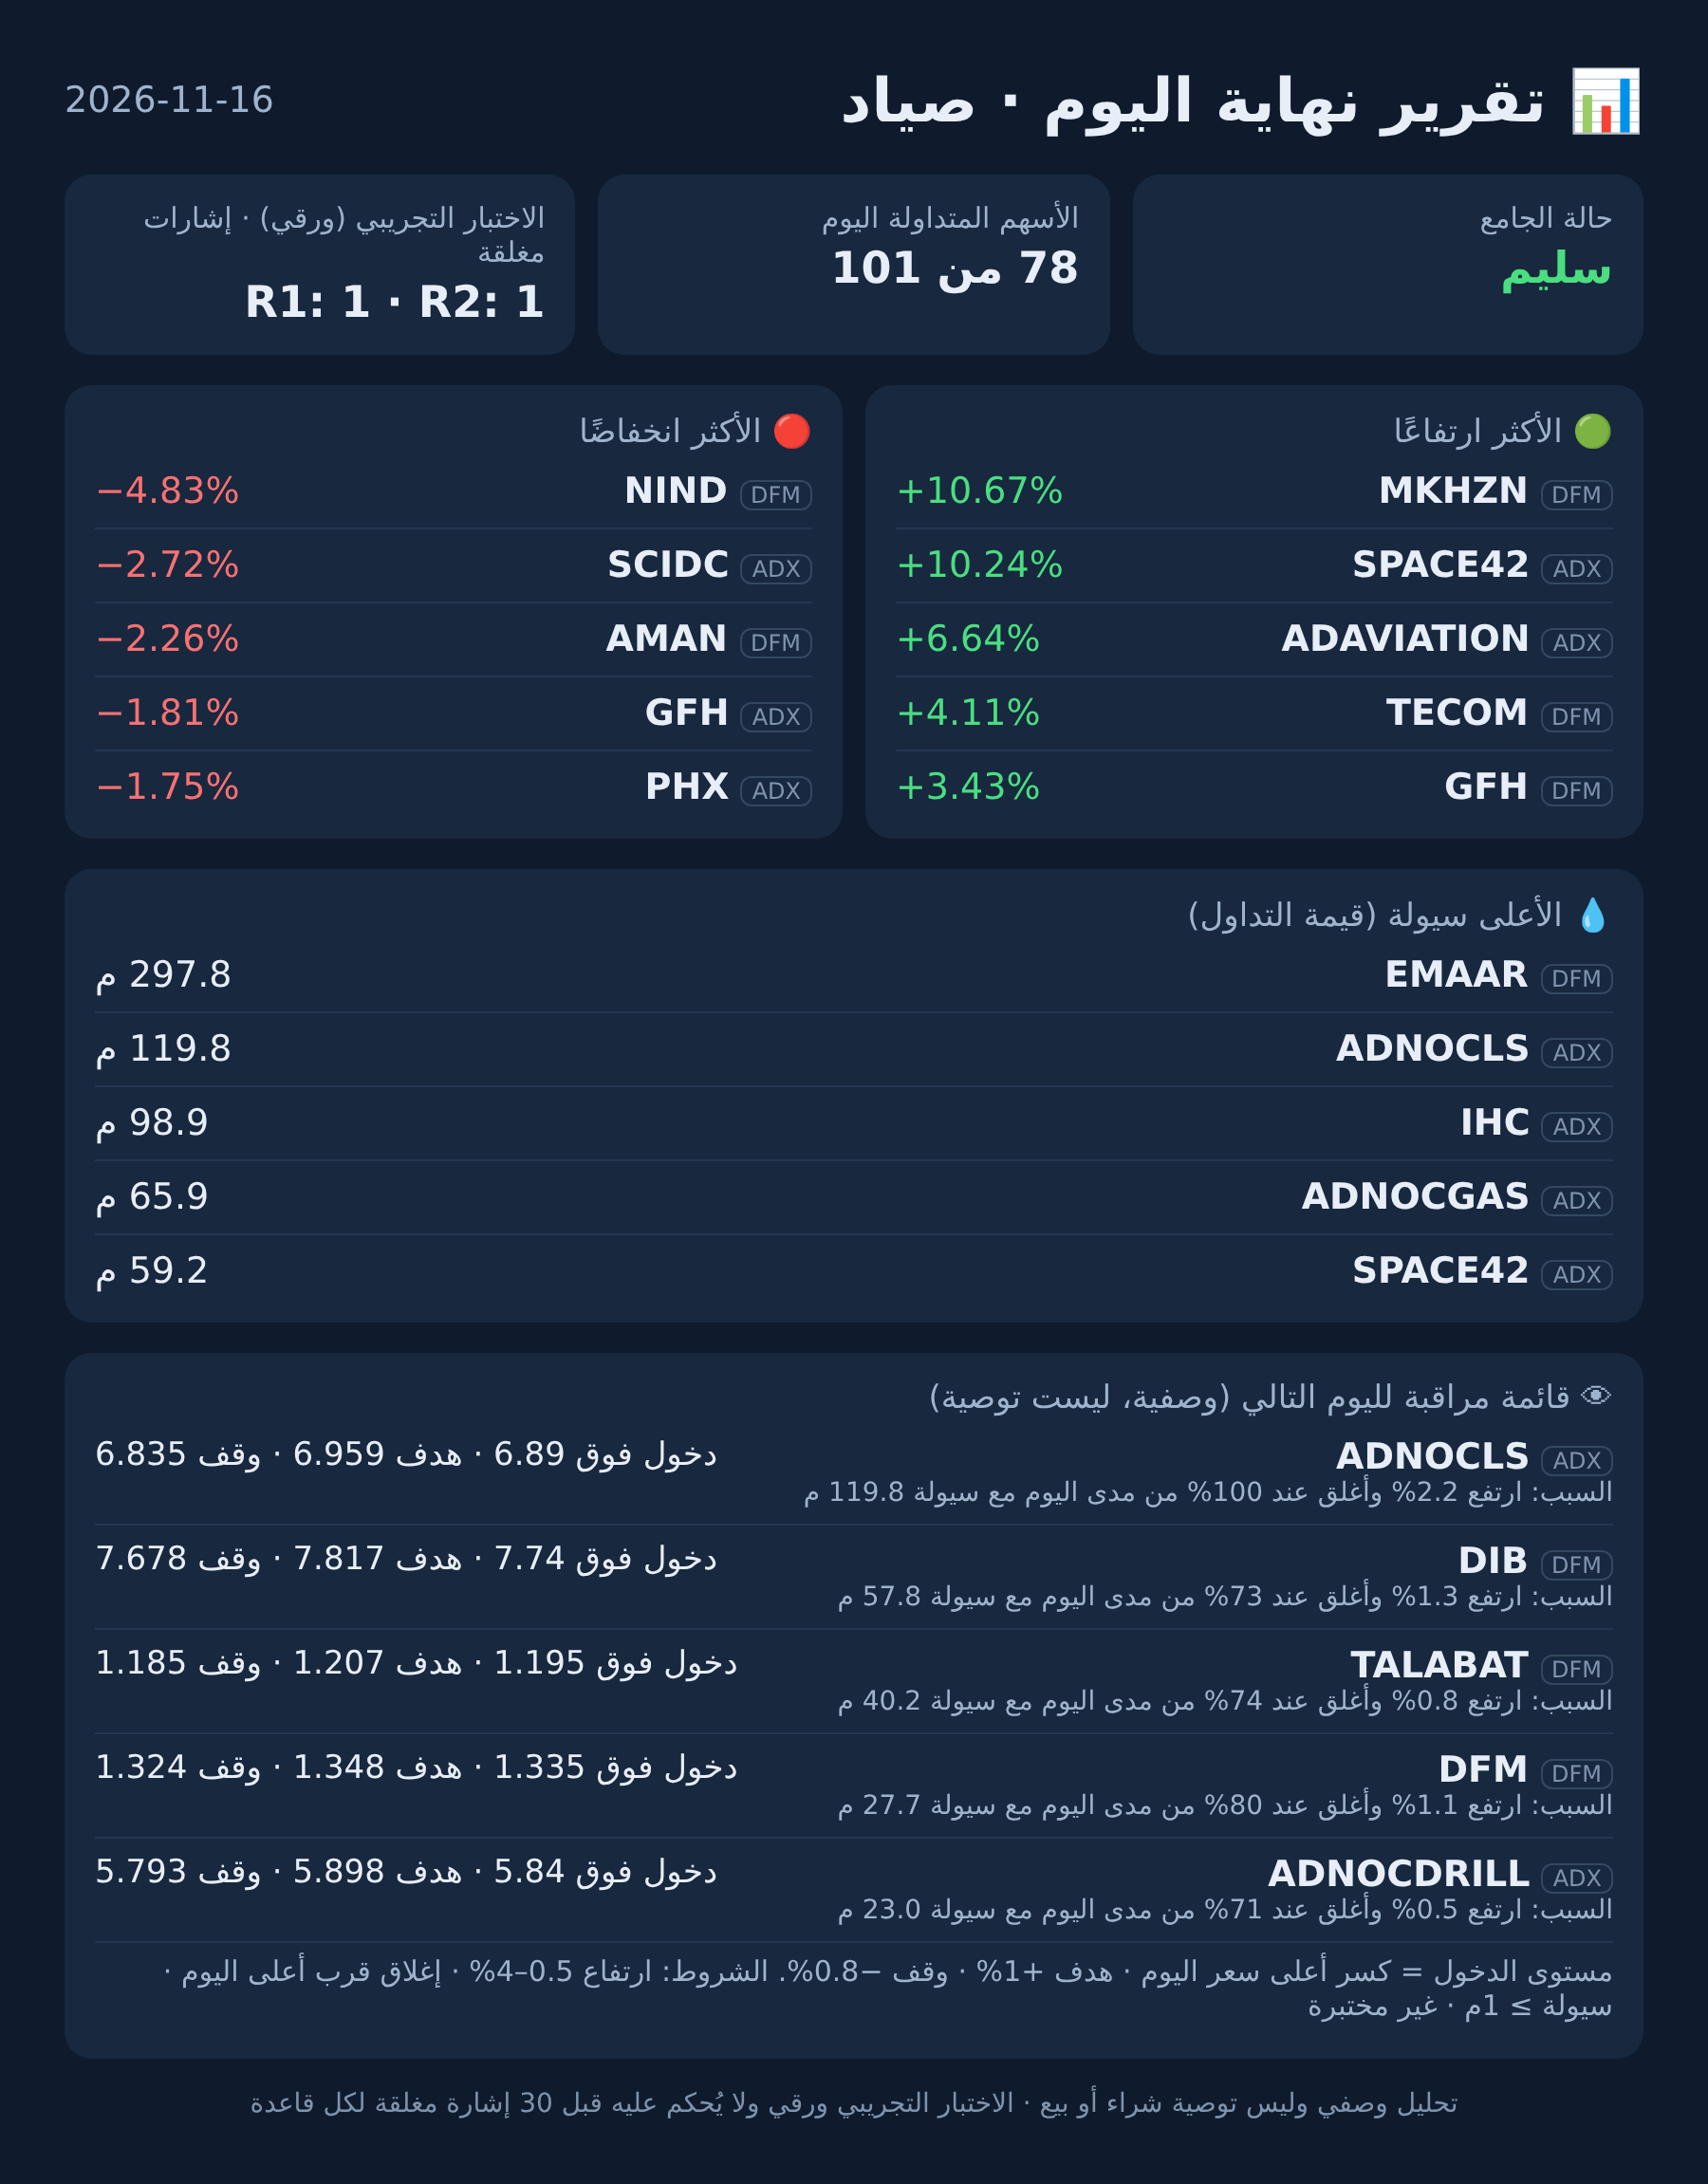 📊 تقرير نهاية اليوم · صياد
2026-11-16
حالة الجامع
سليم
الأسهم المتداولة اليوم
78 من 101
الاختبار التجريبي (ورقي) · إشارات
مغلقة
R1: 1 · R2: 1
🟢 الأكثر ارتفاعًا
DFM MKHZN +10.67%
ADX SPACE42 +10.24%
ADX ADAVIATION +6.64%
DFM TECOM +4.11%
DFM GFH +3.43%
🔴 الأكثر انخفاضًا
DFM NIND −4.83%
ADX SCIDC −2.72%
DFM AMAN −2.26%
ADX GFH −1.81%
ADX PHX −1.75%
💧 الأعلى سيولة (قيمة التداول)
DFM EMAAR 297.8 م
ADX ADNOCLS 119.8 م
ADX IHC 98.9 م
ADX ADNOCGAS 65.9 م
ADX SPACE42 59.2 م
👁 قائمة مراقبة لليوم التالي (وصفية، ليست توصية)
ADX ADNOCLS دخول فوق 6.89 · هدف 6.959 · وقف 6.835
السبب: ارتفع 2.2% وأغلق عند 100% من مدى اليوم مع سيولة 119.8 م
DFM DIB دخول فوق 7.74 · هدف 7.817 · وقف 7.678
السبب: ارتفع 1.3% وأغلق عند 73% من مدى اليوم مع سيولة 57.8 م
DFM TALABAT دخول فوق 1.195 · هدف 1.207 · وقف 1.185
السبب: ارتفع 0.8% وأغلق عند 74% من مدى اليوم مع سيولة 40.2 م
DFM DFM دخول فوق 1.335 · هدف 1.348 · وقف 1.324
السبب: ارتفع 1.1% وأغلق عند 80% من مدى اليوم مع سيولة 27.7 م
ADX ADNOCDRILL دخول فوق 5.84 · هدف 5.898 · وقف 5.793
السبب: ارتفع 0.5% وأغلق عند 71% من مدى اليوم مع سيولة 23.0 م
مستوى الدخول = كسر أعلى سعر اليوم · هدف +1% · وقف −0.8%. الشروط: ارتفاع 0.5–4% · إغلاق قرب أعلى اليوم ·
سيولة ≥ 1م · غير مختبرة
تحليل وصفي وليس توصية شراء أو بيع · الاختبار التجريبي ورقي ولا يُحكم عليه قبل 30 إشارة مغلقة لكل قاعدة